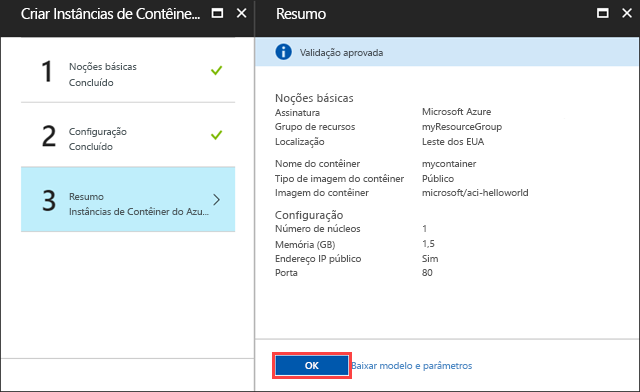 Criar Instâncias de Contêine...
1
Noções básicas
Concluído
2
Configuração
Concluído
3
Resumo
Instâncias de Contêiner do Azu...
Resumo
Validação aprovada
Noções básicas
Assinatura Microsoft Azure
Grupo de recursos myResourceGroup
Localização Leste dos EUA
Nome do contêiner mycontainer
Tipo de imagem do contêiner Público
Imagem do contêiner microsoft/aci-helloworld
Configuração
Número de núcleos 1
Memória (GB) 1,5
Endereço IP público Sim
Porta 80
OK Baixar modelo e parâmetros